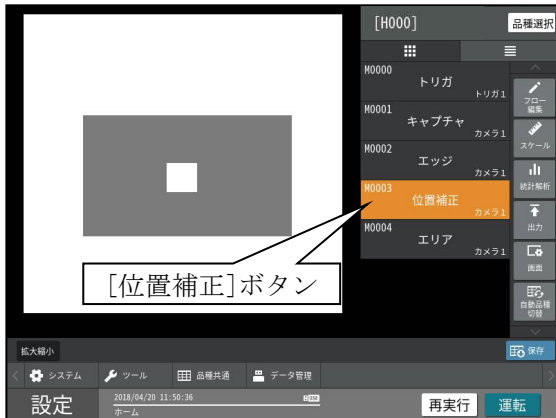 [H000]
品種選択
M0000
トリガ
トリガ1
M0001
キャプチャ
カメラ1
M0002
エッジ
カメラ1
M0003
位置補正
カメラ1
M0004
エリア
カメラ1
フロー
編集
スケール
統計解析
出力
画面
自動品種
切替
[位置補正]ボタン
拡大縮小
保存
システム
ツール
品種共通
データ管理
設定
2018/04/20 11:50:36
ホーム
再実行
運転